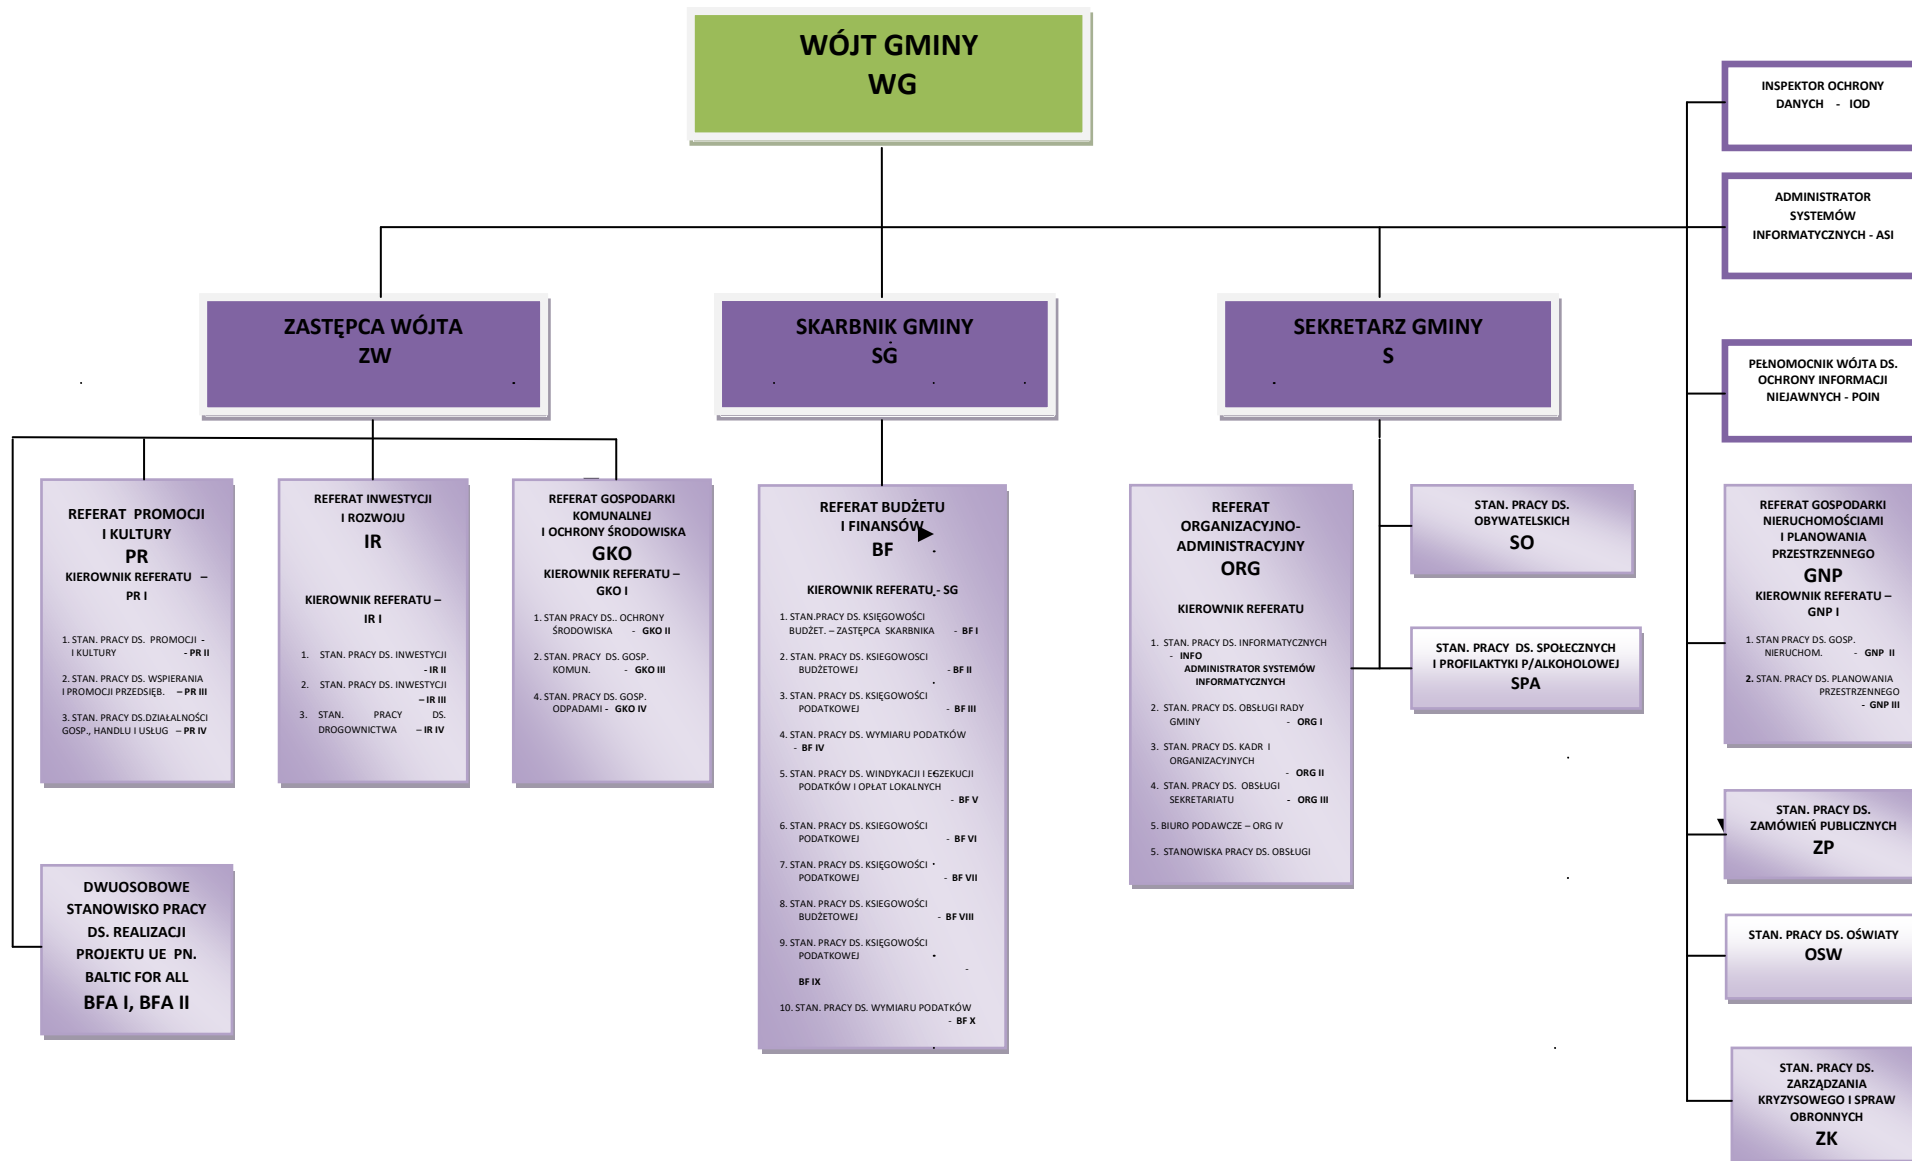 WÓJT GMINY
WG
INSPEKTOR OCHRONY
DANYCH - IOD
ADMINISTRATOR
SYSTEMÓW
INFORMATYCZNYCH - ASI
ZASTĘPCA WÓJTA
ZW
SKARBNIK GMINY
SG
SEKRETARZ GMINY
S
PEŁNOMOCNIK WÓJTA DS.
OCHRONY INFORMACJI
NIEJAWNYCH - POIN
REFERAT PROMOCJI
I KULTURY
PR
KIEROWNIK REFERATU –
PR I
1. STAN. PRACY DS. PROMOCJI -
I KULTURY - PR II
2. STAN. PRACY DS. WSPIERANIA
I PROMOCJI PRZEDSIĘB. – PR III
3. STAN. PRACY DS.DZIAŁALNOŚCI
GOSP., HANDLU I USŁUG – PR IV
REFERAT INWESTYCJI
I ROZWOJU
IR
KIEROWNIK REFERATU –
IR I
1. STAN. PRACY DS. INWESTYCJI
- IR II
2. STAN. PRACY DS. INWESTYCJI
– IR III
3. STAN. PRACY DS.
DROGOWNICTWA – IR IV
REFERAT GOSPODARKI
KOMUNALNEJ
I OCHRONY ŚRODOWISKA
GKO
KIEROWNIK REFERATU –
GKO I
1. STAN PRACY DS.. OCHRONY
ŚRODOWISKA - GKO II
2. STAN. PRACY DS. GOSP.
KOMUN. - GKO III
4. STAN. PRACY DS. GOSP.
ODPADAMI - GKO IV
REFERAT BUDŻETU
I FINANSÓW
BF
KIEROWNIK REFERATU - SG
1. STAN.PRACY DS. KSIĘGOWOŚCI
BUDŻET. – ZASTĘPCA SKARBNIKA - BF I
2. STAN. PRACY DS. KSIEGOWOSCI
BUDŻETOWEJ - BF II
3. STAN. PRACY DS. KSIĘGOWOŚCI
PODATKOWEJ - BF III
4. STAN. PRACY DS. WYMIARU PODATKÓW
- BF IV
5. STAN. PRACY DS. WINDYKACJI I EGZEKUCJI
PODATKÓW I OPŁAT LOKALNYCH
- BF V
6. STAN. PRACY DS. KSIEGOWOŚCI
PODATKOWEJ - BF VI
7. STAN. PRACY DS. KSIĘGOWOŚCI
PODATKOWEJ - BF VII
8. STAN. PRACY DS. KSIEGOWOŚCI
BUDŻETOWEJ - BF VIII
9. STAN. PRACY DS. KSIĘGOWOŚCI
PODATKOWEJ
-
BF IX
10. STAN. PRACY DS. WYMIARU PODATKÓW
- BF X
REFERAT
ORGANIZACYJNO-
ADMINISTRACYJNY
ORG
KIEROWNIK REFERATU
1. STAN. PRACY DS. INFORMATYCZNYCH
- INFO
ADMINISTRATOR SYSTEMÓW
INFORMATYCZNYCH
2. STAN. PRACY DS. OBSŁUGI RADY
GMINY - ORG I
3. STAN. PRACY DS. KADR I
ORGANIZACYJNYCH
- ORG II
4. STAN. PRACY DS. OBSŁUGI
SEKRETARIATU - ORG III
5. BIURO PODAWCZE – ORG IV
5. STANOWISKA PRACY DS. OBSŁUGI
STAN. PRACY DS.
OBYWATELSKICH
SO
STAN. PRACY DS. SPOŁECZNYCH
I PROFILAKTYKI P/ALKOHOLOWEJ
SPA
REFERAT GOSPODARKI
NIERUCHOMOŚCIAMI
I PLANOWANIA
PRZESTRZENNEGO
GNP
KIEROWNIK REFERATU –
GNP I
1. STAN PRACY DS. GOSP.
NIERUCHOM. - GNP II
2. STAN. PRACY DS. PLANOWANIA
PRZESTRZENNEGO
- GNP III
STAN. PRACY DS.
ZAMÓWIEŃ PUBLICZNYCH
ZP
DWUOSOBOWE
STANOWISKO PRACY
DS. REALIZACJI
PROJEKTU UE PN.
BALTIC FOR ALL
BFA I, BFA II
STAN. PRACY DS. OŚWIATY
OSW
STAN. PRACY DS.
ZARZĄDZANIA
KRYZYSOWEGO I SPRAW
OBRONNYCH
ZK